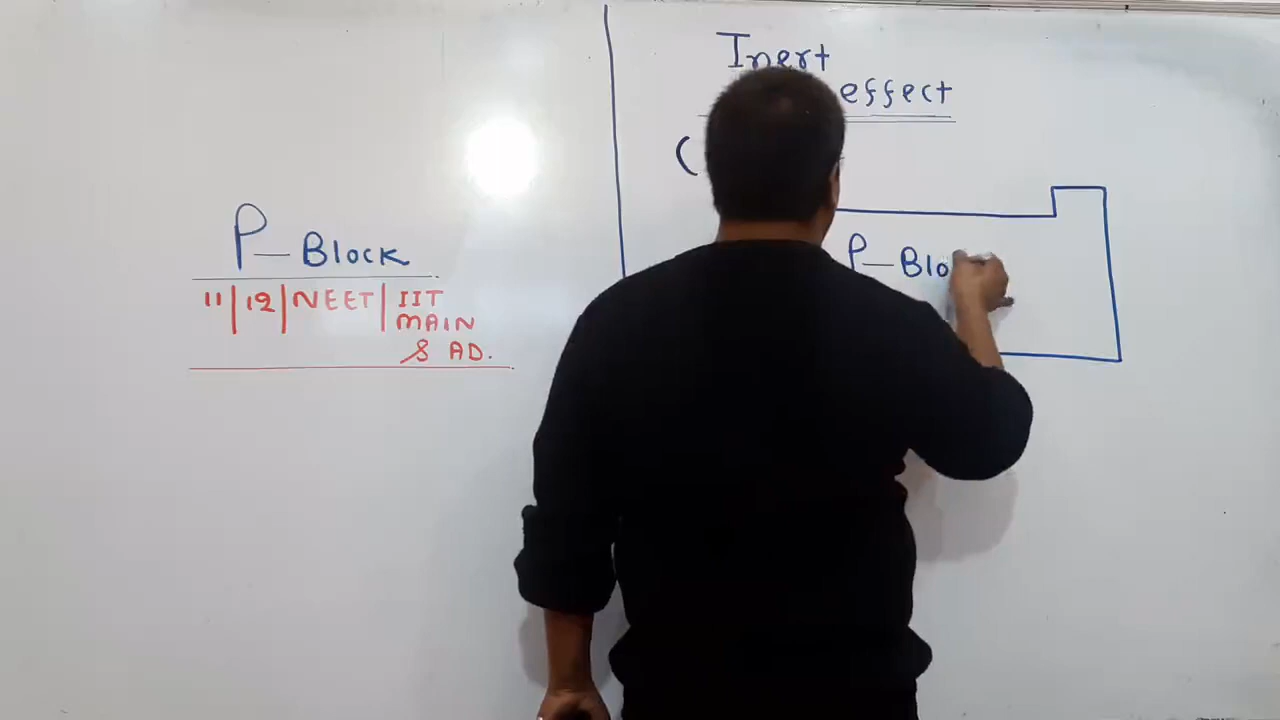 P-Block
11|12|NEET|IIT
MAIN
& AD.
Inert
effect
(
P-Blo